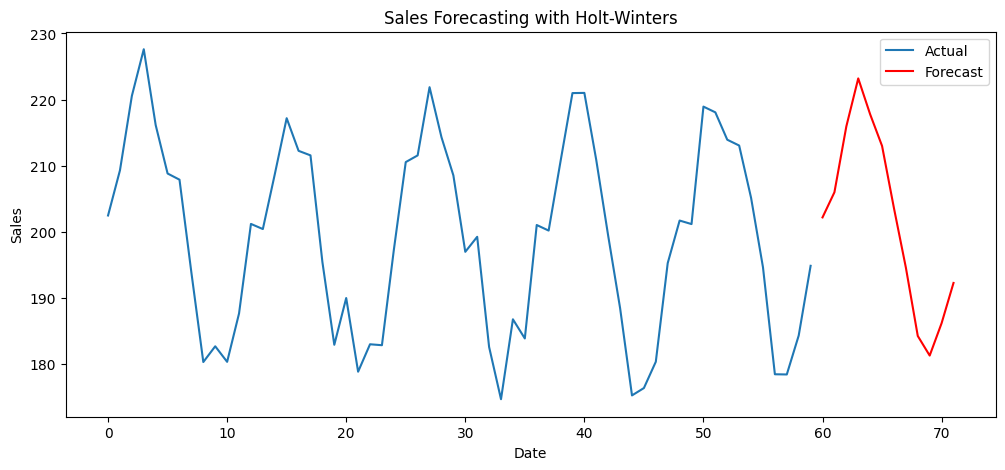 Sales Forecasting with Holt-Winters
230
220
210
200
190
180
Sales
0 10 20 30 40 50 60 70
Date
Actual
Forecast